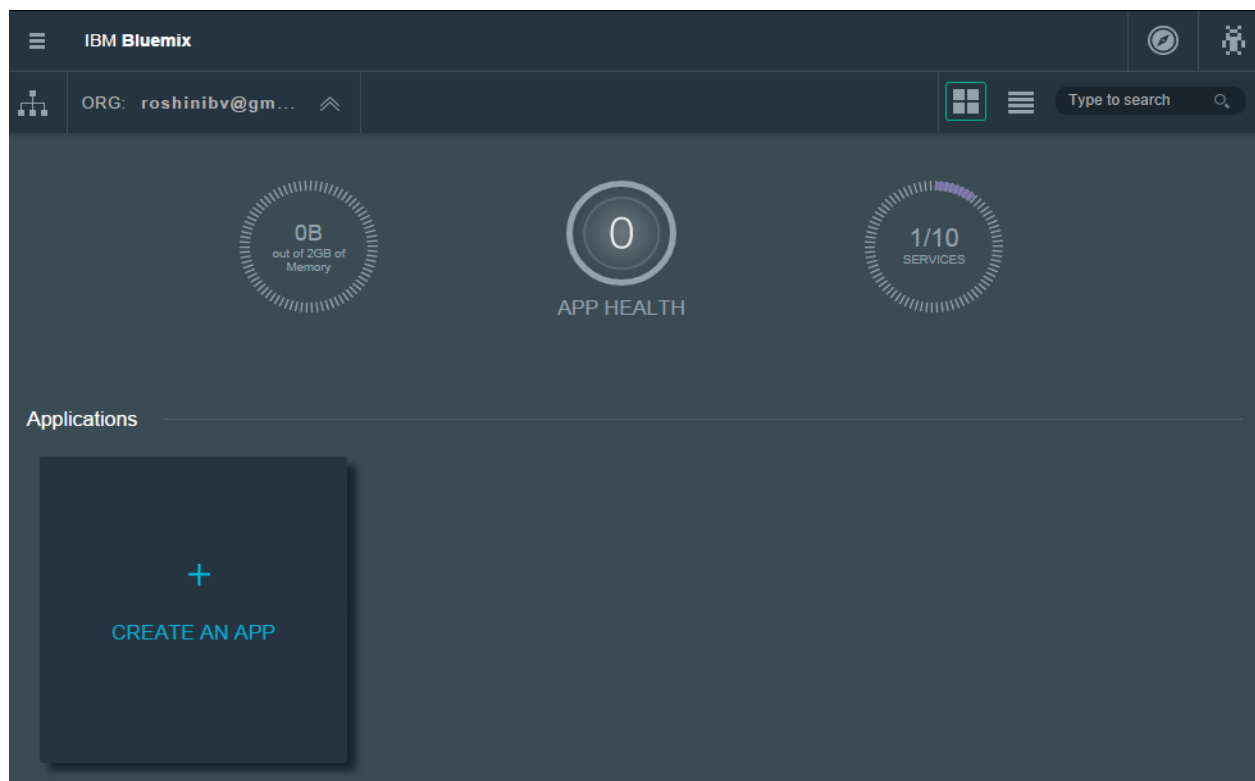 IBM Bluemix
ORG: roshinibv@gm...
Type to search
0B
out of 2GB of
Memory
0
APP HEALTH
1/10
SERVICES
Applications
+
CREATE AN APP